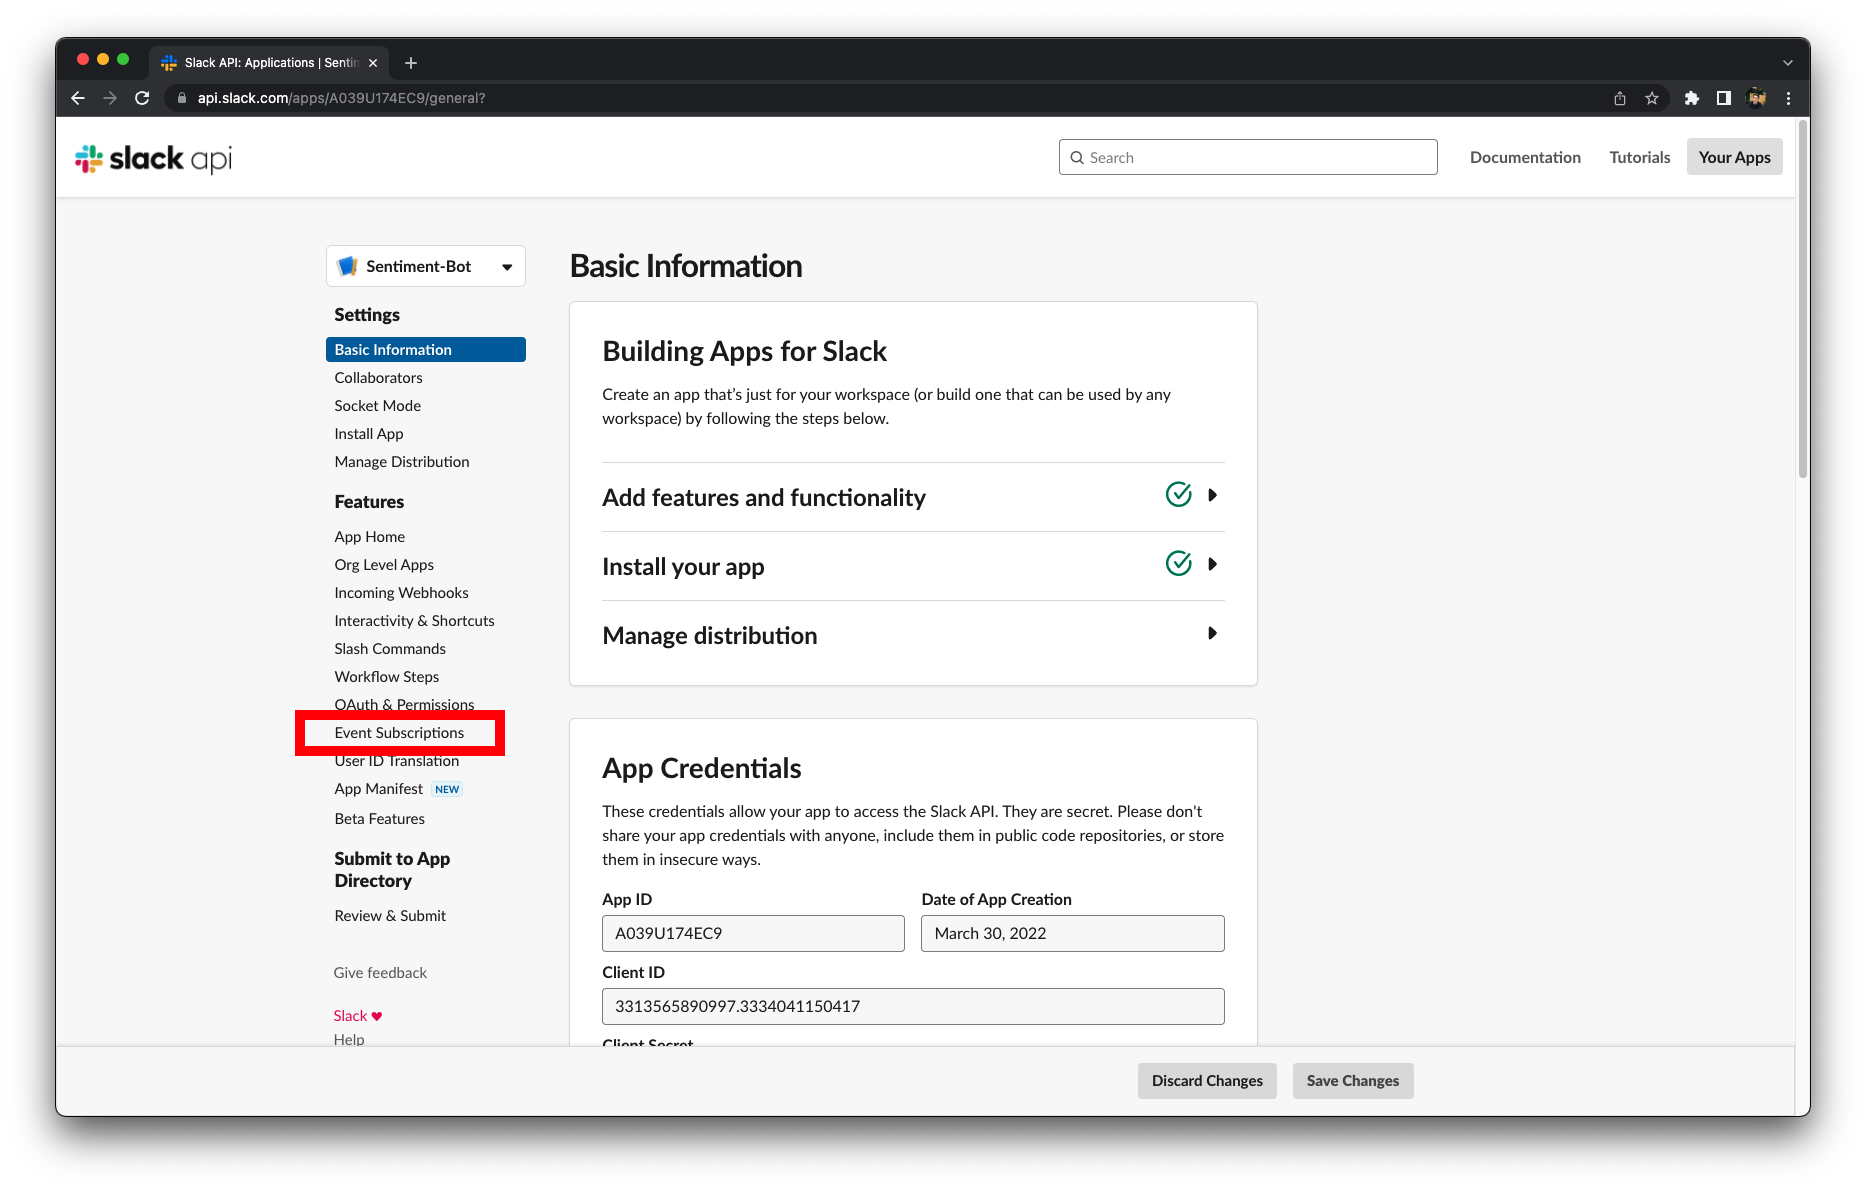 Slack API: Applications | Sentin
api.slack.com/apps/A039U174EC9/general?
slack api
Search
Documentation
Tutorials
Your Apps
Sentiment-Bot
Settings
Basic Information
Collaborators
Socket Mode
Install App
Manage Distribution
Features
App Home
Org Level Apps
Incoming Webhooks
Interactivity & Shortcuts
Slash Commands
Workflow Steps
OAuth & Permissions
Event Subscriptions
User ID Translation
App Manifest NEW
Beta Features
Submit to App
Directory
Review & Submit
Give feedback
Slack ♥
Help
Basic Information
Building Apps for Slack
Create an app that’s just for your workspace (or build one that can be used by any
workspace) by following the steps below.
Add features and functionality
Install your app
Manage distribution
App Credentials
These credentials allow your app to access the Slack API. They are secret. Please don't
share your app credentials with anyone, include them in public code repositories, or store
them in insecure ways.
App ID
Date of App Creation
A039U174EC9
March 30, 2022
Client ID
3313565890997.3334041150417
Client Secret
Discard Changes
Save Changes